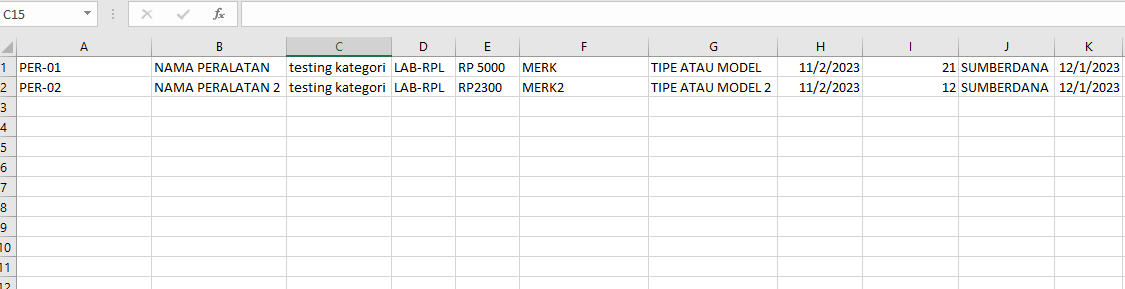 C15 fx
A B C D E F G H I J K
1 PER-01 NAMA PERALATAN testing kategori LAB-RPL RP 5000 MERK TIPE ATAU MODEL 11/2/2023 21 SUMBERDANA 12/1/2023
2 PER-02 NAMA PERALATAN 2 testing kategori LAB-RPL RP2300 MERK2 TIPE ATAU MODEL 2 11/2/2023 12 SUMBERDANA 12/1/2023
3
4
5
6
7
8
9
10
11
12